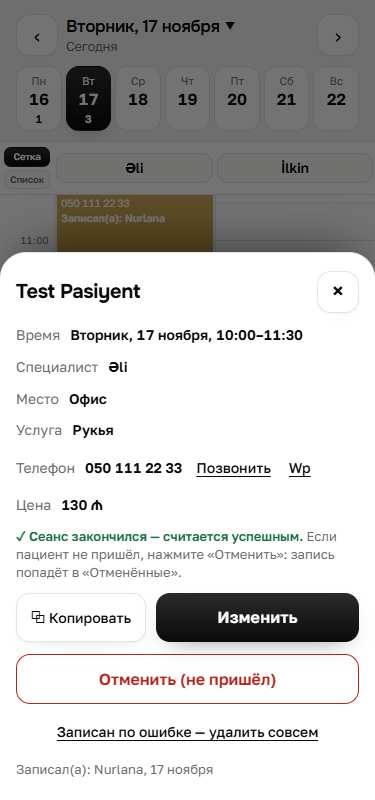 ‹ Вторник, 17 ноября ▼ ›
Сегодня
Пн Вт Ср Чт Пт Сб Вс
16 17 18 19 20 21 22
1 3
Сетка
Список
Əli İlkin
050 111 22 33
Записал(а): Nurlana
11:00
Test Pasiyent ×
Время Вторник, 17 ноября, 10:00–11:30
Специалист Əli
Место Офис
Услуга Рукья
Телефон 050 111 22 33 Позвонить Wp
Цена 130 ₼
✓ Сеанс закончился — считается успешным. Если
пациент не пришёл, нажмите «Отменить»: запись
попадёт в «Отменённые».
Копировать Изменить
Отменить (не пришёл)
Записан по ошибке — удалить совсем
Записал(а): Nurlana, 17 ноября